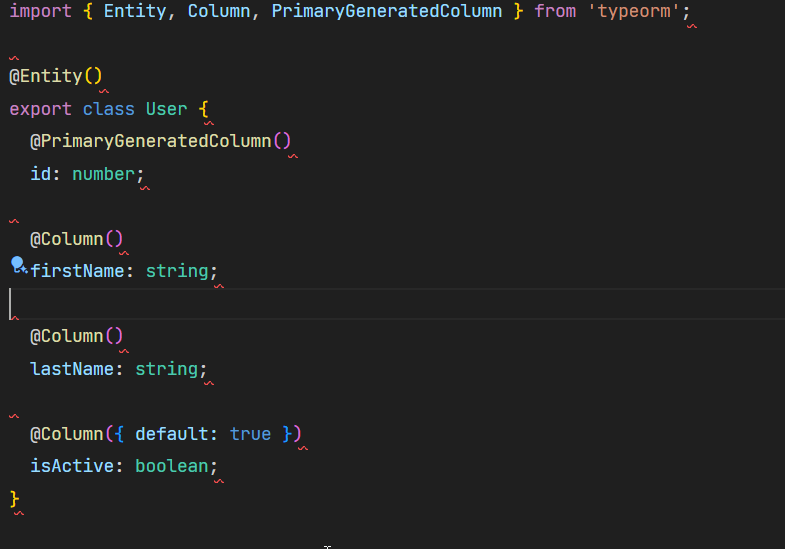 import { Entity, Column, PrimaryGeneratedColumn } from 'typeorm';
@Entity()
export class User {
@PrimaryGeneratedColumn()
id: number;
@Column()
firstName: string;
@Column()
lastName: string;
@Column({ default: true })
isActive: boolean;
}